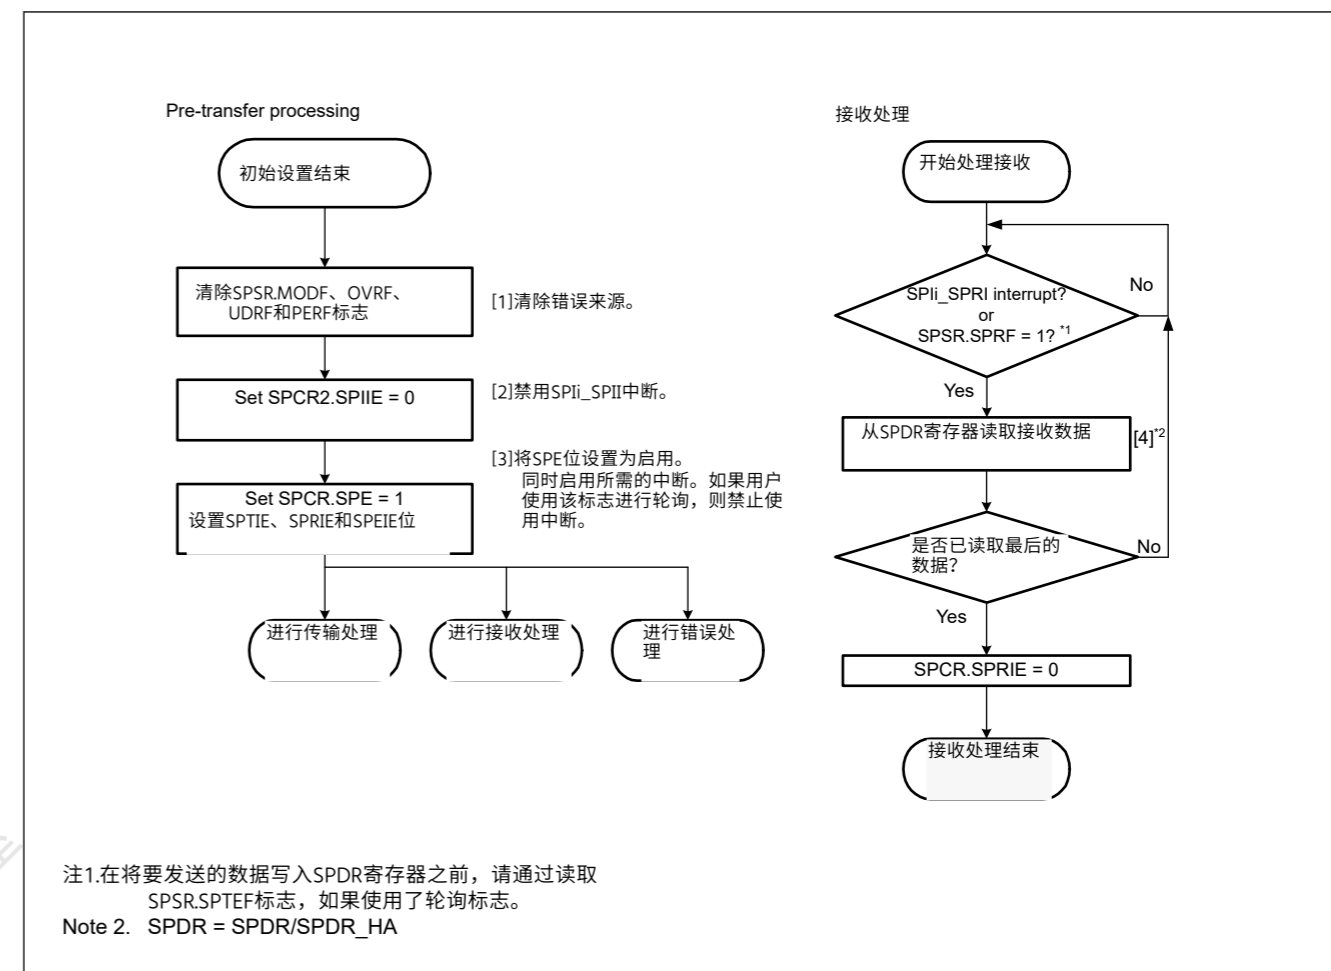 Pre-transfer processing
初始设置结束
清除SPSR.MODF、OVRF、
UDRF和PERF标志
[1]清除错误来源。
Set SPCR2.SPIIE = 0
[2]禁用SPIi_SPII中断。
Set SPCR.SPE = 1
设置SPTIE、SPRIE和SPEIE位
[3]将SPE位设置为启用。
同时启用所需的中断。如果用户
使用该标志进行轮询，则禁止使
用中断。
进行传输处理
进行接收处理
进行错误处
理
接收处理
开始处理接收
SPIi_SPRI interrupt?
or
SPSR.SPRF = 1? *1
No
Yes
从SPDR寄存器读取接收数据
[4]*2
是否已读取最后的
数据？
No
Yes
SPCR.SPRIE = 0
接收处理结束
注1.在将要发送的数据写入SPDR寄存器之前，请通过读取
SPSR.SPTEF标志，如果使用了轮询标志。
Note 2. SPDR = SPDR/SPDR_HA